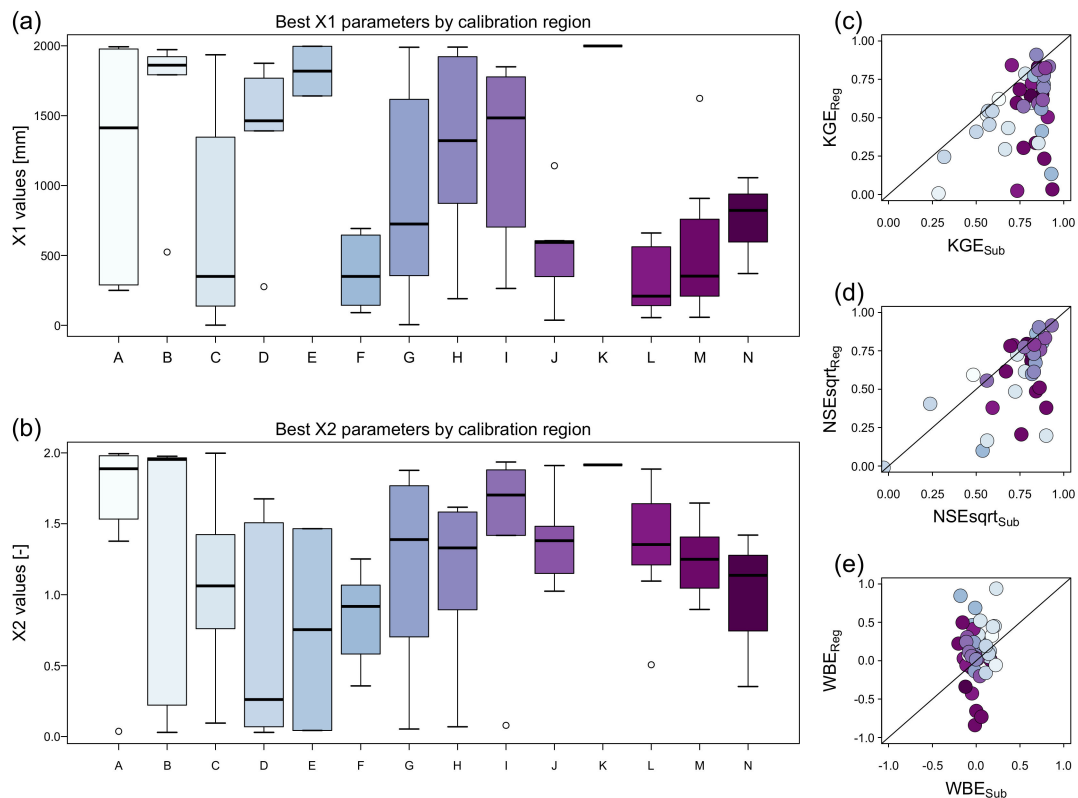 (a)
Best X1 parameters by calibration region
X1 values [mm]
2000
1500
1000
500
0
A B C D E F G H I J K L M N
(b)
Best X2 parameters by calibration region
X2 values [-]
2.0
1.5
1.0
0.5
0.0
A B C D E F G H I J K L M N
(c)
KGE_Reg
1.00
0.75
0.50
0.25
0.00
0.00 0.25 0.50 0.75 1.00
KGE_Sub
(d)
NSEsqrt_Reg
1.00
0.75
0.50
0.25
0.00
0.00 0.25 0.50 0.75 1.00
NSEsqrt_Sub
(e)
WBE_Reg
1.0
0.5
0.0
-0.5
-1.0
-1.0 -0.5 0.0 0.5 1.0
WBE_Sub